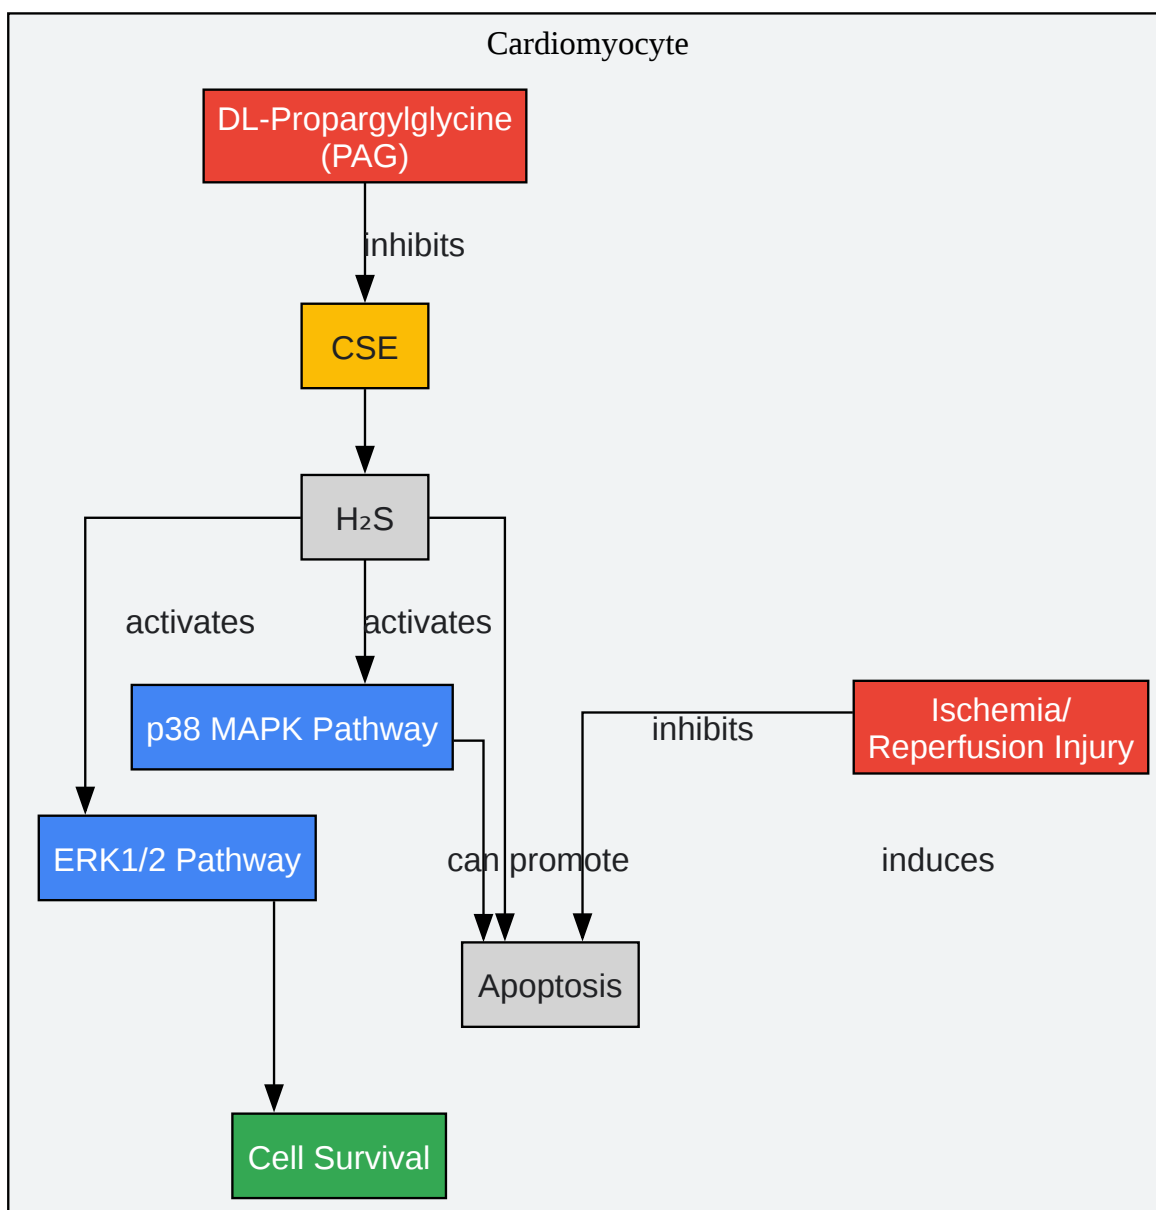 Cardiomyocyte
DL-Propargylglycine
(PAG)
inhibits
CSE
H₂S
activates
activates
p38 MAPK Pathway
inhibits
Ischemia/
Reperfusion Injury
ERK1/2 Pathway
can promote
induces
Apoptosis
Cell Survival